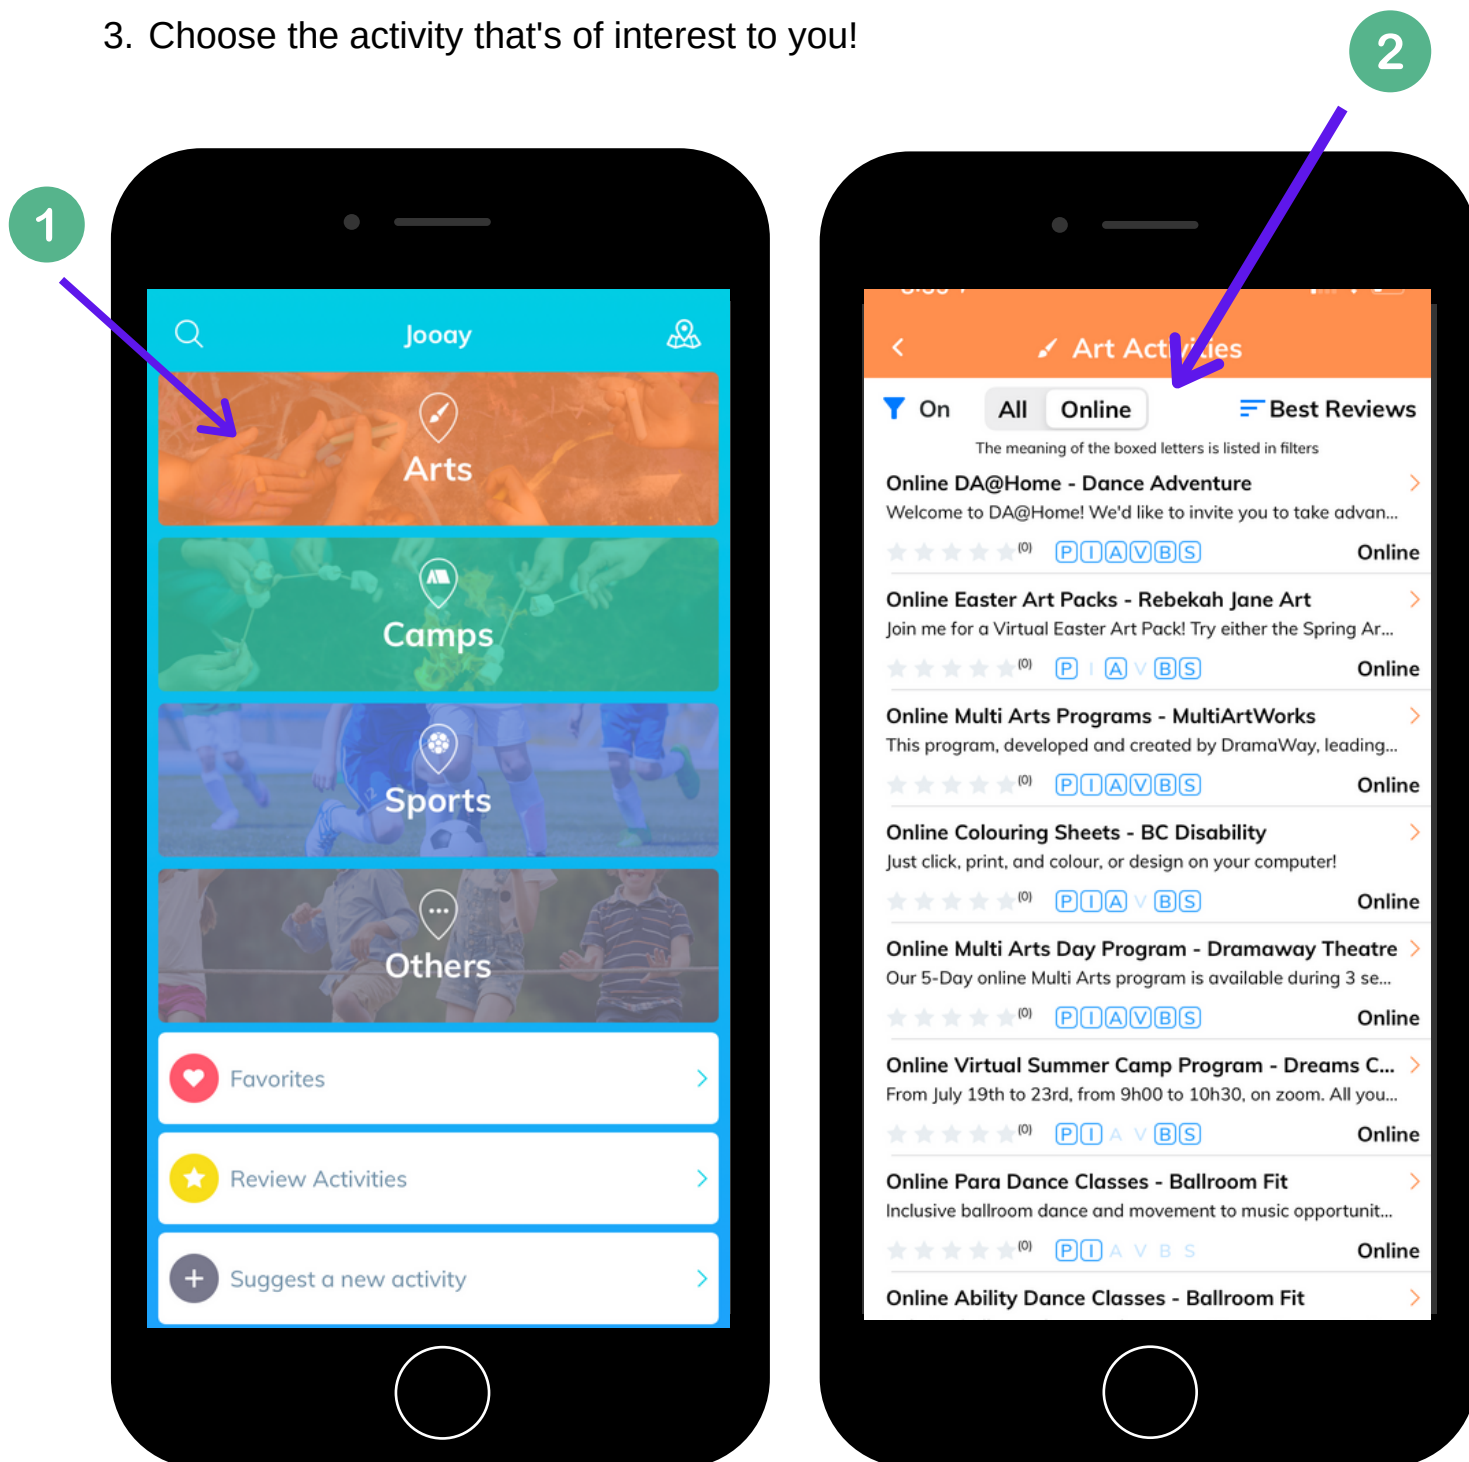 3. Choose the activity that's of interest to you!
2
1
Jooay
Arts
Camps
Sports
Others
Favorites
Review Activities
Suggest a new activity
Art Activities
On All Online Best Reviews
The meaning of the boxed letters is listed in filters
Online DA@Home - Dance Adventure
Welcome to DA@Home! We'd like to invite you to take advan...
(0) P I A V B S Online
Online Easter Art Packs - Rebekah Jane Art
Join me for a Virtual Easter Art Pack! Try either the Spring Ar...
(0) P I A V B S Online
Online Multi Arts Programs - MultiArtWorks
This program, developed and created by DramaWay, leading...
(0) P I A V B S Online
Online Colouring Sheets - BC Disability
Just click, print, and colour, or design on your computer!
(0) P I A V B S Online
Online Multi Arts Day Program - Dramaway Theatre
Our 5-Day online Multi Arts program is available during 3 se...
(0) P I A V B S Online
Online Virtual Summer Camp Program - Dreams C...
From July 19th to 23rd, from 9h00 to 10h30, on zoom. All you...
(0) P I A V B S Online
Online Para Dance Classes - Ballroom Fit
Inclusive ballroom dance and movement to music opportunit...
(0) P I A V B S Online
Online Ability Dance Classes - Ballroom Fit